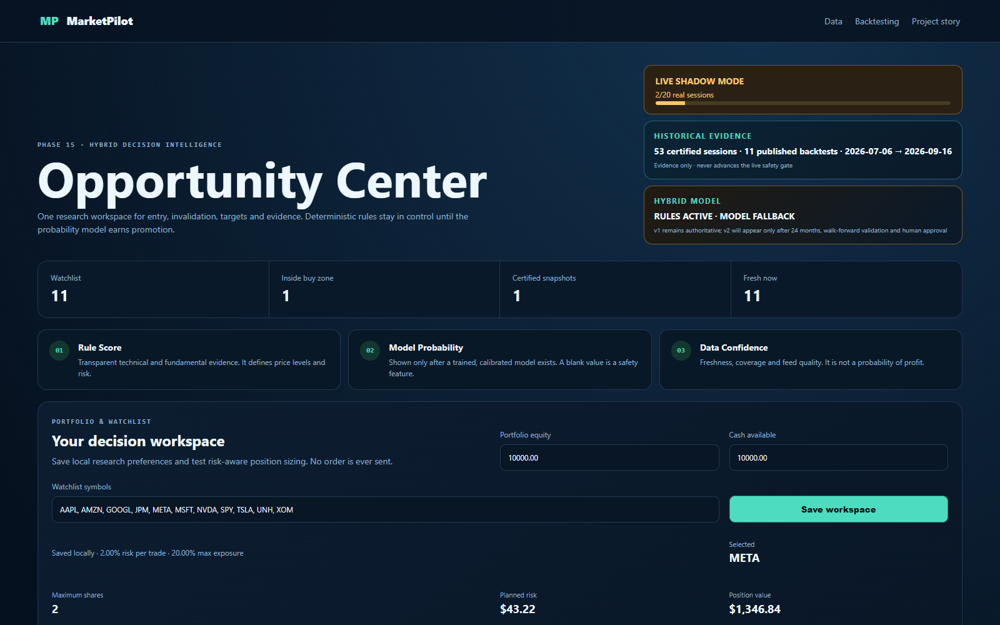 MP MarketPilot
Data Backtesting Project story
LIVE SHADOW MODE
2/20 real sessions
HISTORICAL EVIDENCE
53 certified sessions · 11 published backtests · 2026-07-06 → 2026-09-16
Evidence only · never advances the live safety gate
HYBRID MODEL
RULES ACTIVE · MODEL FALLBACK
v1 remains authoritative; v2 will appear only after 24 months, walk-forward validation and human approval
PHASE 15 · HYBRID DECISION INTELLIGENCE
Opportunity Center
One research workspace for entry, invalidation, targets and evidence. Deterministic rules stay in control until the
probability model earns promotion.
Watchlist
11
Inside buy zone
1
Certified snapshots
1
Fresh now
11
01
Rule Score
Transparent technical and fundamental evidence. It defines price levels and
risk.
02
Model Probability
Shown only after a trained, calibrated model exists. A blank value is a safety
feature.
03
Data Confidence
Freshness, coverage and feed quality. It is not a probability of profit.
PORTFOLIO & WATCHLIST
Your decision workspace
Save local research preferences and test risk-aware position sizing. No order is ever sent.
Portfolio equity
10000.00
Cash available
10000.00
Watchlist symbols
AAPL, AMZN, GOOGL, JPM, META, MSFT, NVDA, SPY, TSLA, UNH, XOM
Save workspace
Saved locally · 2.00% risk per trade · 20.00% max exposure
Selected
META
Maximum shares
2
Planned risk
$43.22
Position value
$1,346.84